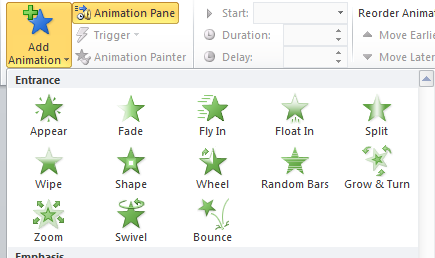 Add Animation
Animation Pane
Trigger
Animation Painter
Start:
Duration:
Delay:
Reorder Animat
Move Earlie
Move Later
Entrance
Appear Fade Fly In Float In Split
Wipe Shape Wheel Random Bars Grow & Turn
Zoom Swivel Bounce
Emphasis